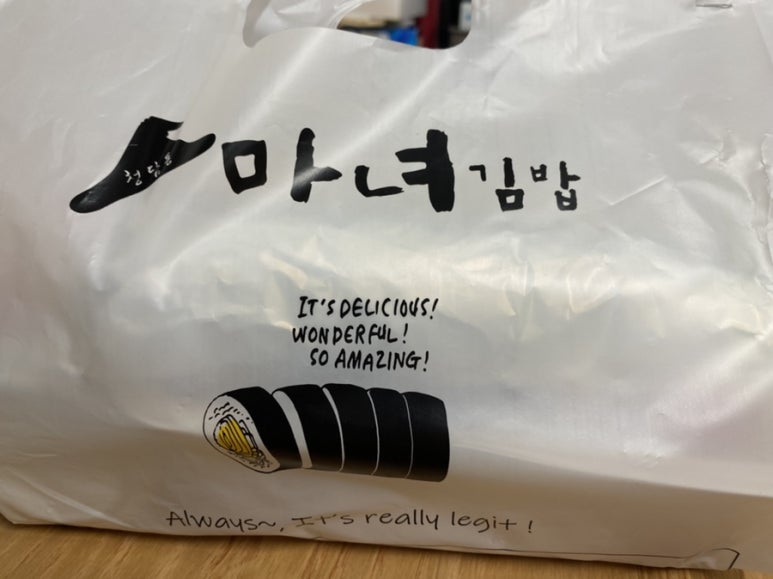 청담동 마녀김밥
IT'S DELICIOUS!
WONDERFUL!
SO AMAZING!
Always~, It's really legit!